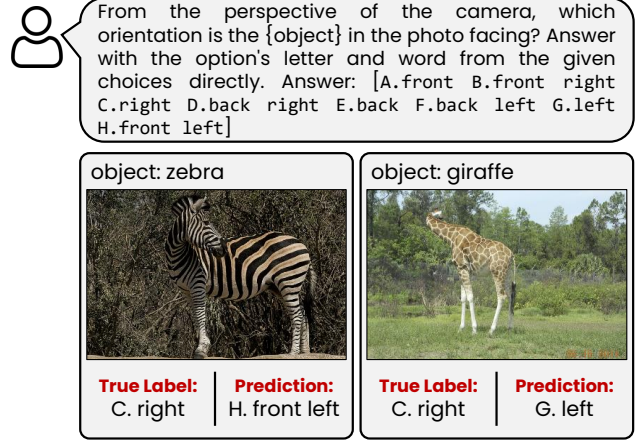 From the perspective of the camera, which
orientation is the {object} in the photo facing? Answer
with the option's letter and word from the given
choices directly. Answer: [A.front B.front right
C.right D.back right E.back F.back left G.left
H.front left]
object: zebra
True Label:
C. right
Prediction:
H. front left
object: giraffe
True Label:
C. right
Prediction:
G. left